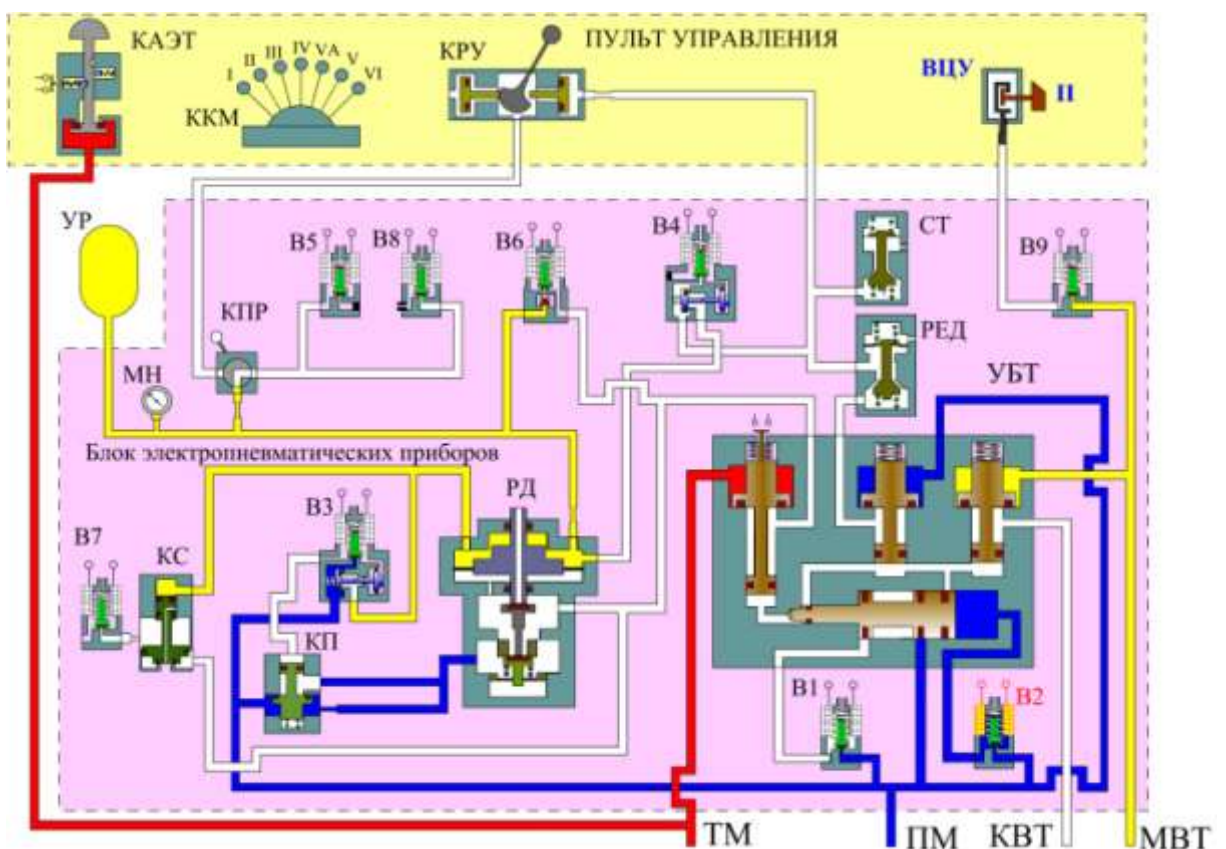 КАЭТ
I
II
III
IV
VA
V
VI
ККМ
КРУ
ПУЛЬТ УПРАВЛЕНИЯ
ВЦУ
II
УР
В5
В8
В6
В4
СТ
В9
КПР
РЕД
МН
УБТ
Блок электропневматических приборов
РД
В3
В7
КС
КП
В1
В2
ТМ
ПМ
КВТ
МВТ